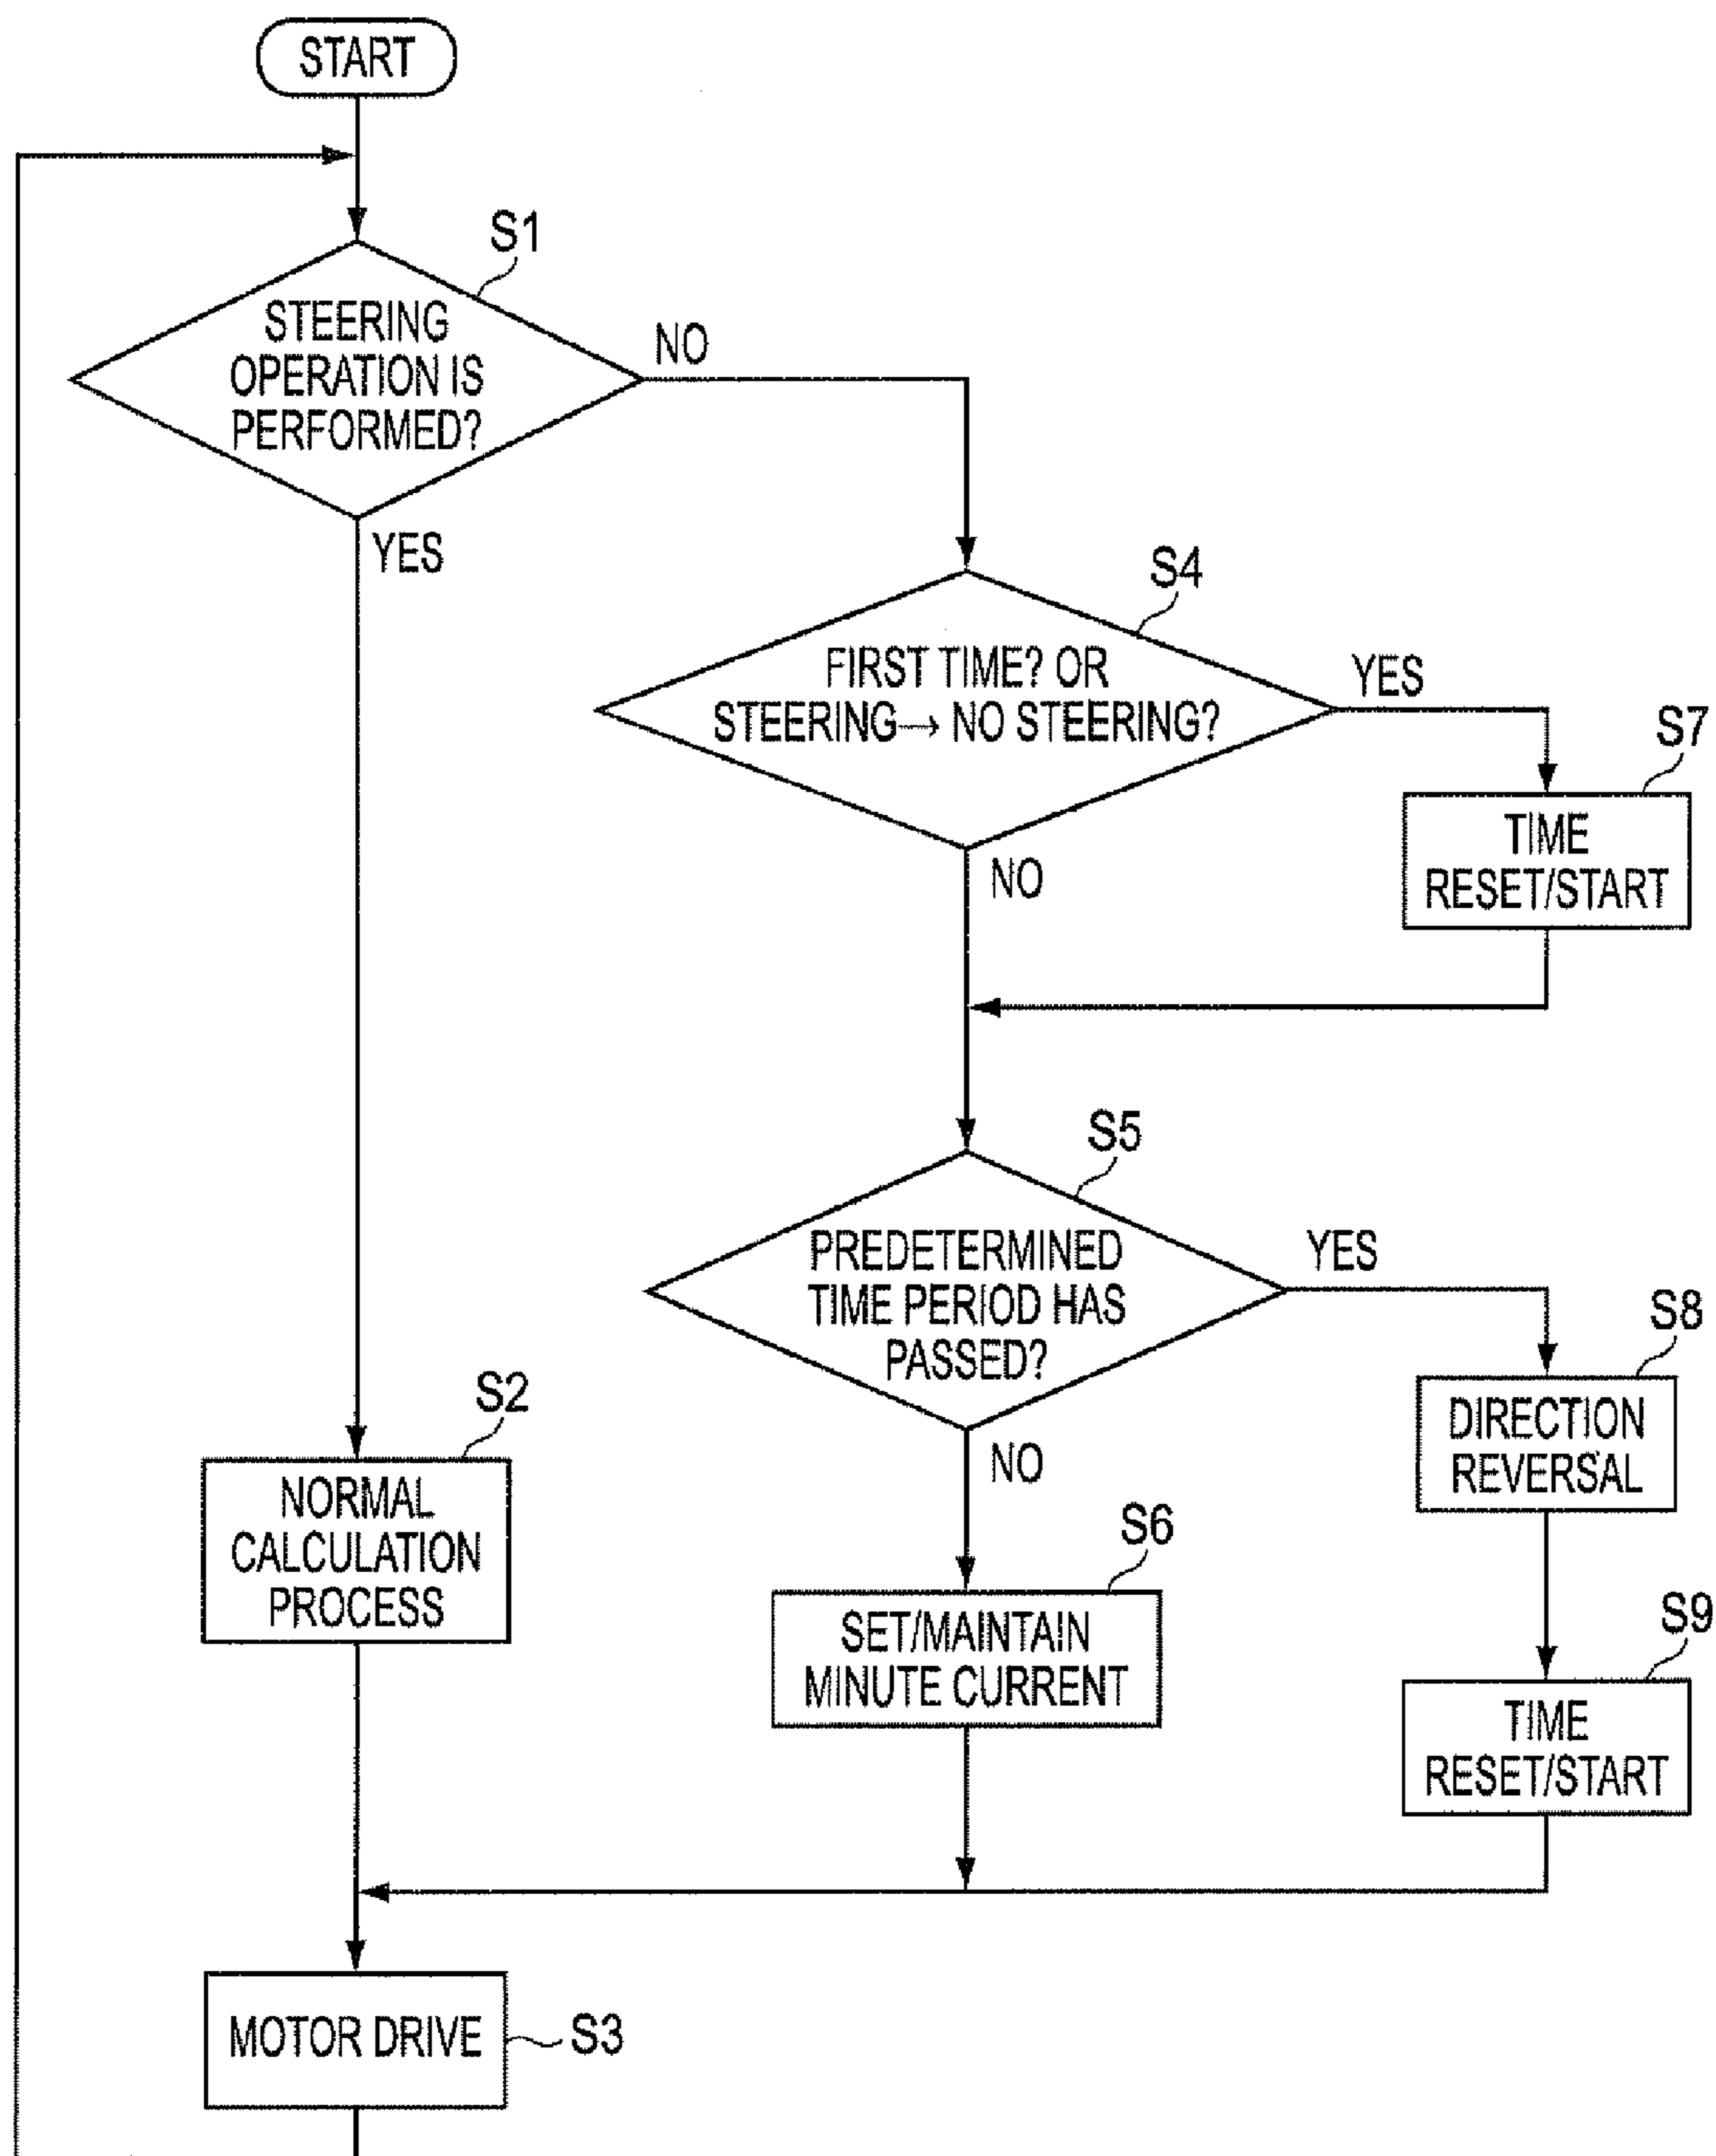 START
S1
STEERING
OPERATION IS
PERFORMED?
NO
YES
S4
FIRST TIME? OR
STEERING→ NO STEERING?
YES
NO
S7
TIME
RESET/START
S5
PREDETERMINED
TIME PERIOD HAS
PASSED?
YES
NO
S8
DIRECTION
REVERSAL
S2
NORMAL
CALCULATION
PROCESS
S6
SET/MAINTAIN
MINUTE CURRENT
S9
TIME
RESET/START
MOTOR DRIVE
S3